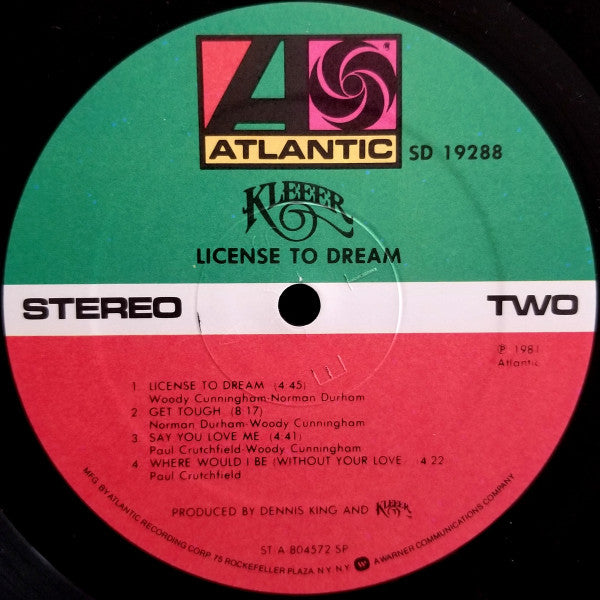 ATLANTIC
SD 19288
KLEEER
LICENSE TO DREAM
STEREO
TWO
℗ 1981
Atlantic
1. LICENSE TO DREAM (4:45)
Woody Cunningham-Norman Durham
2 GET TOUGH (8:17)
Norman Durham-Woody Cunningham
3 SAY YOU LOVE ME (4:41)
Paul Crutchfield-Woody Cunningham
4 WHERE WOULD I BE (WITHOUT YOUR LOVE 4:22
Paul Crutchfield
PRODUCED BY DENNIS KING AND KLEEER
ST A 804572 SP
MFG BY ATLANTIC RECORDING CORP. 75 ROCKEFELLER PLAZA N.Y. N.Y. A WARNER COMMUNICATIONS COMPANY